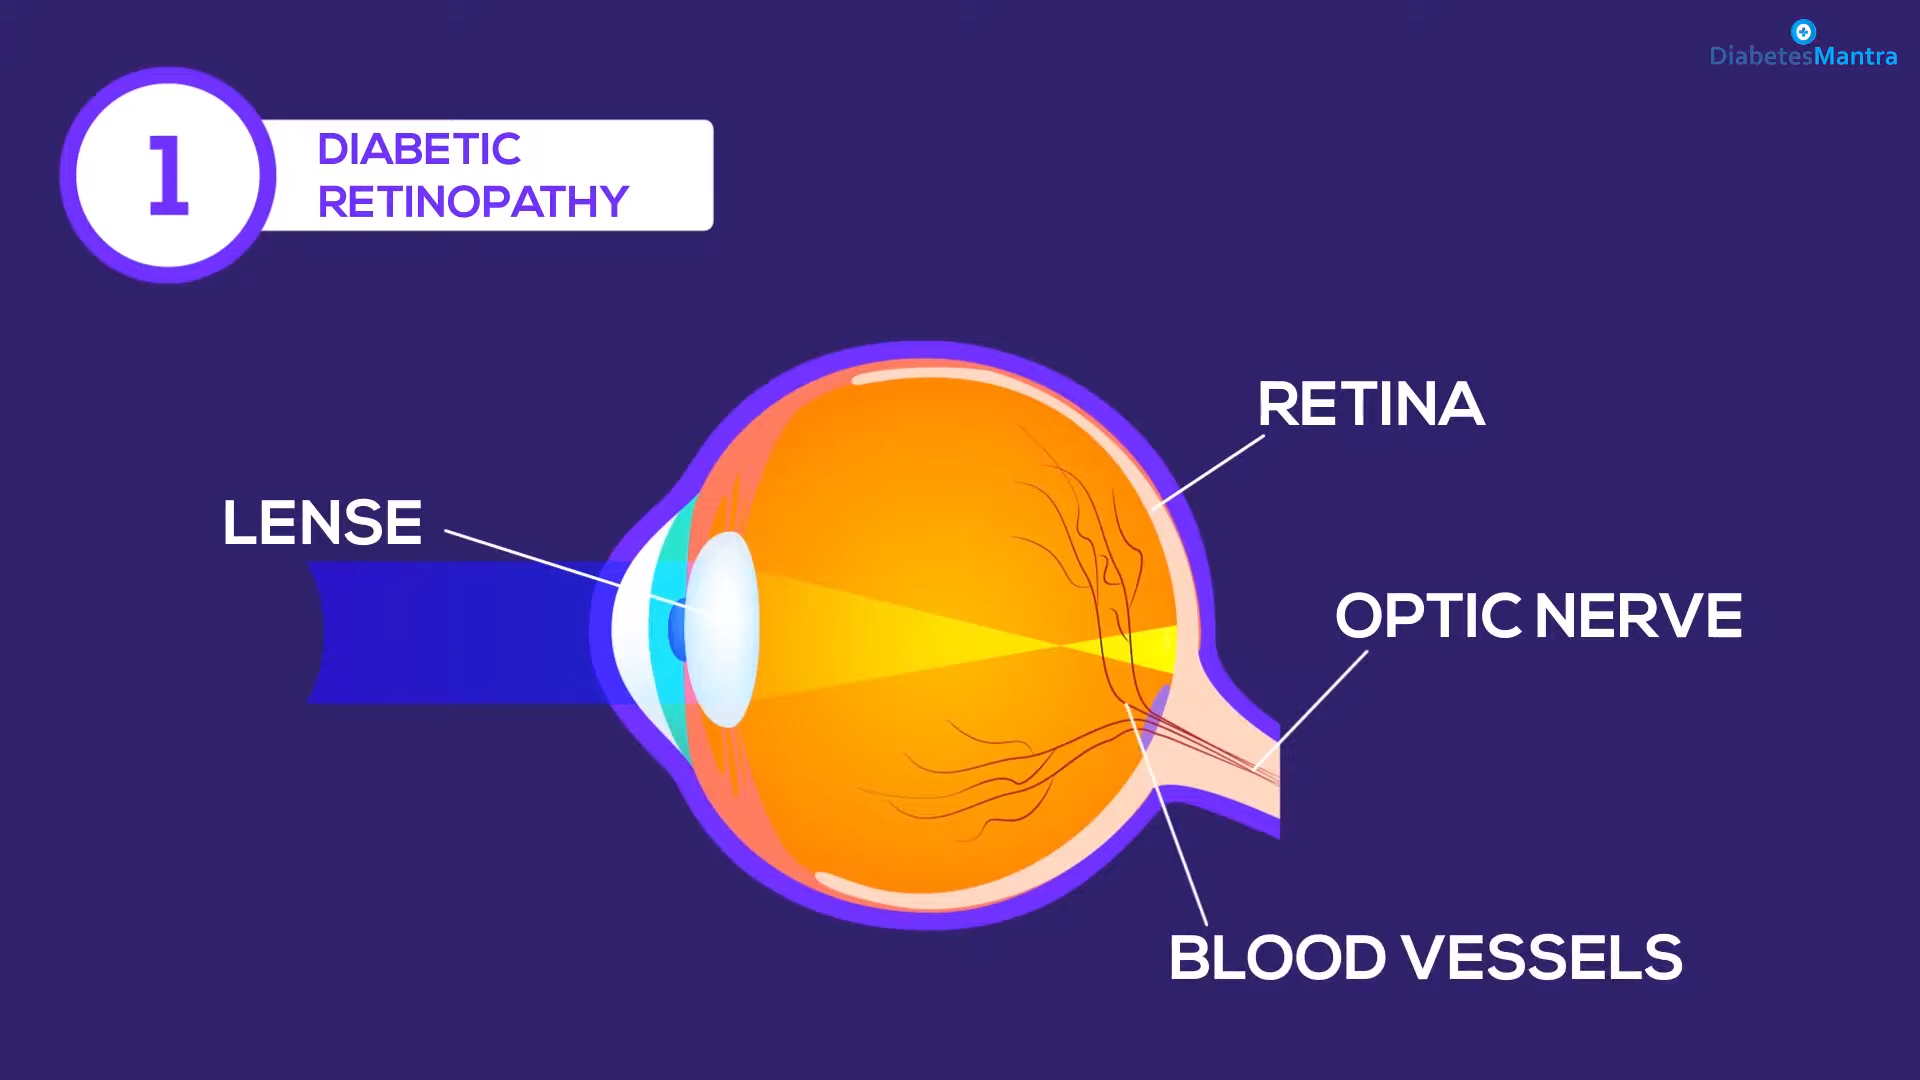 DiabetesMantra
1
DIABETIC
RETINOPATHY
RETINA
LENSE
OPTIC NERVE
BLOOD VESSELS